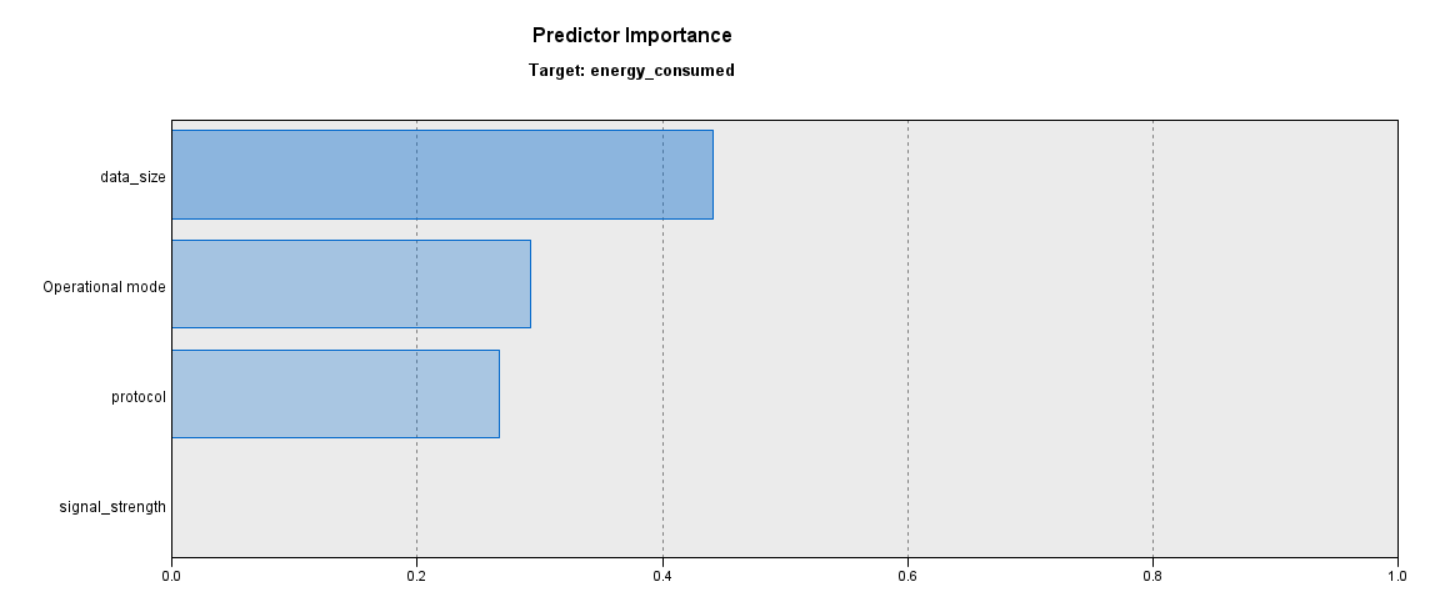 Predictor Importance
Target: energy_consumed
data_size
Operational mode
protocol
signal_strength
0.0 0.2 0.4 0.6 0.8 1.0